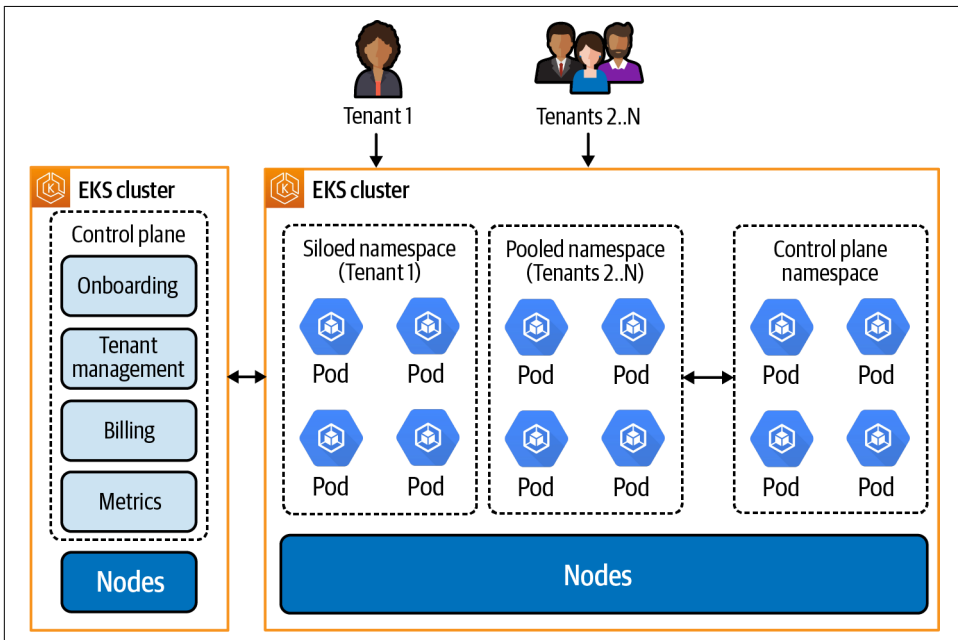 Tenant 1
Tenants 2..N
EKS cluster
Control plane
Onboarding
Tenant
management
Billing
Metrics
Nodes
EKS cluster
Siloed namespace
(Tenant 1)
Pod
Pod
Pod
Pod
Pooled namespace
(Tenants 2..N)
Pod
Pod
Pod
Pod
Control plane
namespace
Pod
Pod
Pod
Pod
Nodes